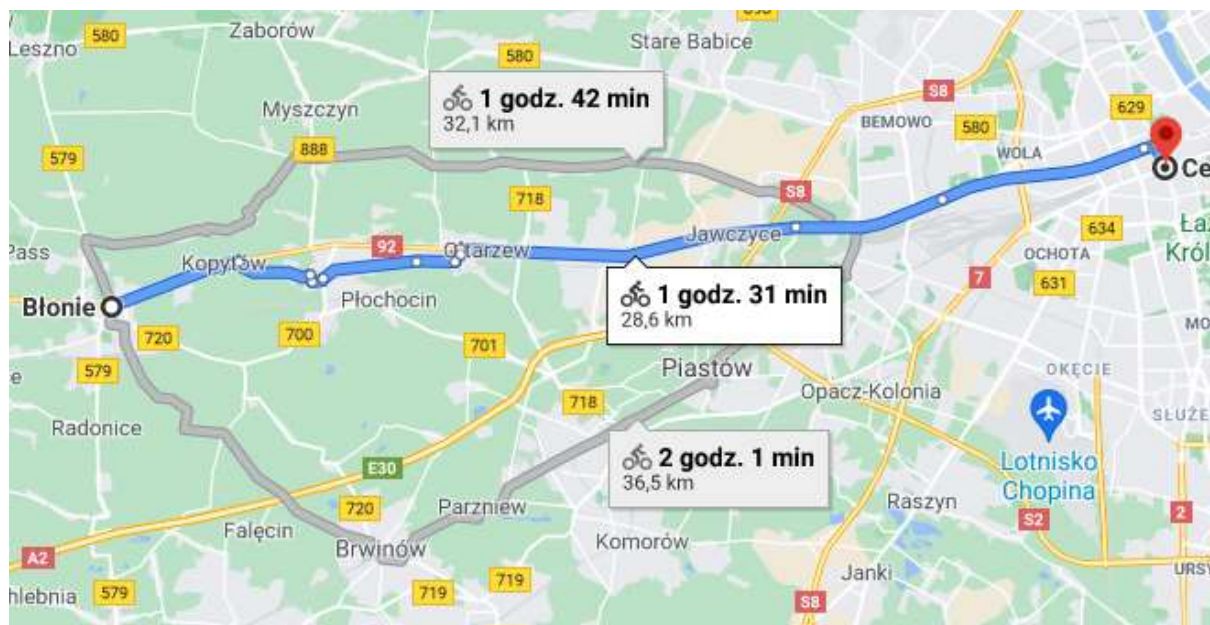 580
Zaborów
Leszno
580
Stare Babice
580
1 godz. 42 min
32,1 km
S8
629
BEMOWO
580
Myszczyn
579
888
WOLA
718
S8
Ce
634
Pass
92
Ołtarzew
Jawczyce
Kopytów
OCHOTA
7
631
Błonie
Płochocin
1 godz. 31 min
28,6 km
720
700
701
579
Piastów
OKĘCIE
Opacz-Kolonia
718
Radonice
SŁUŻE
2 godz. 1 min
36,5 km
E30
Lotnisko
Chopina
720
Parzniew
Raszyn
Falęcin
S2
2
Brwinów
Komorów
A2
URSY
719
719
Janki
hlebnia
579
S8